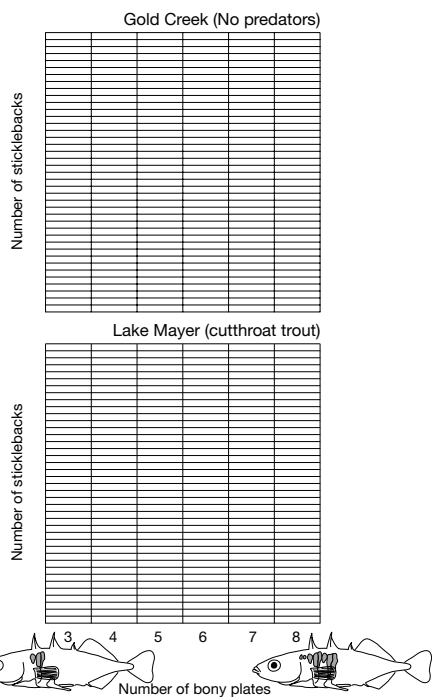 Gold Creek (No predators)
Number of sticklebacks
Lake Mayer (cutthroat trout)
Number of sticklebacks
3 4 5 6 7 8
Number of bony plates